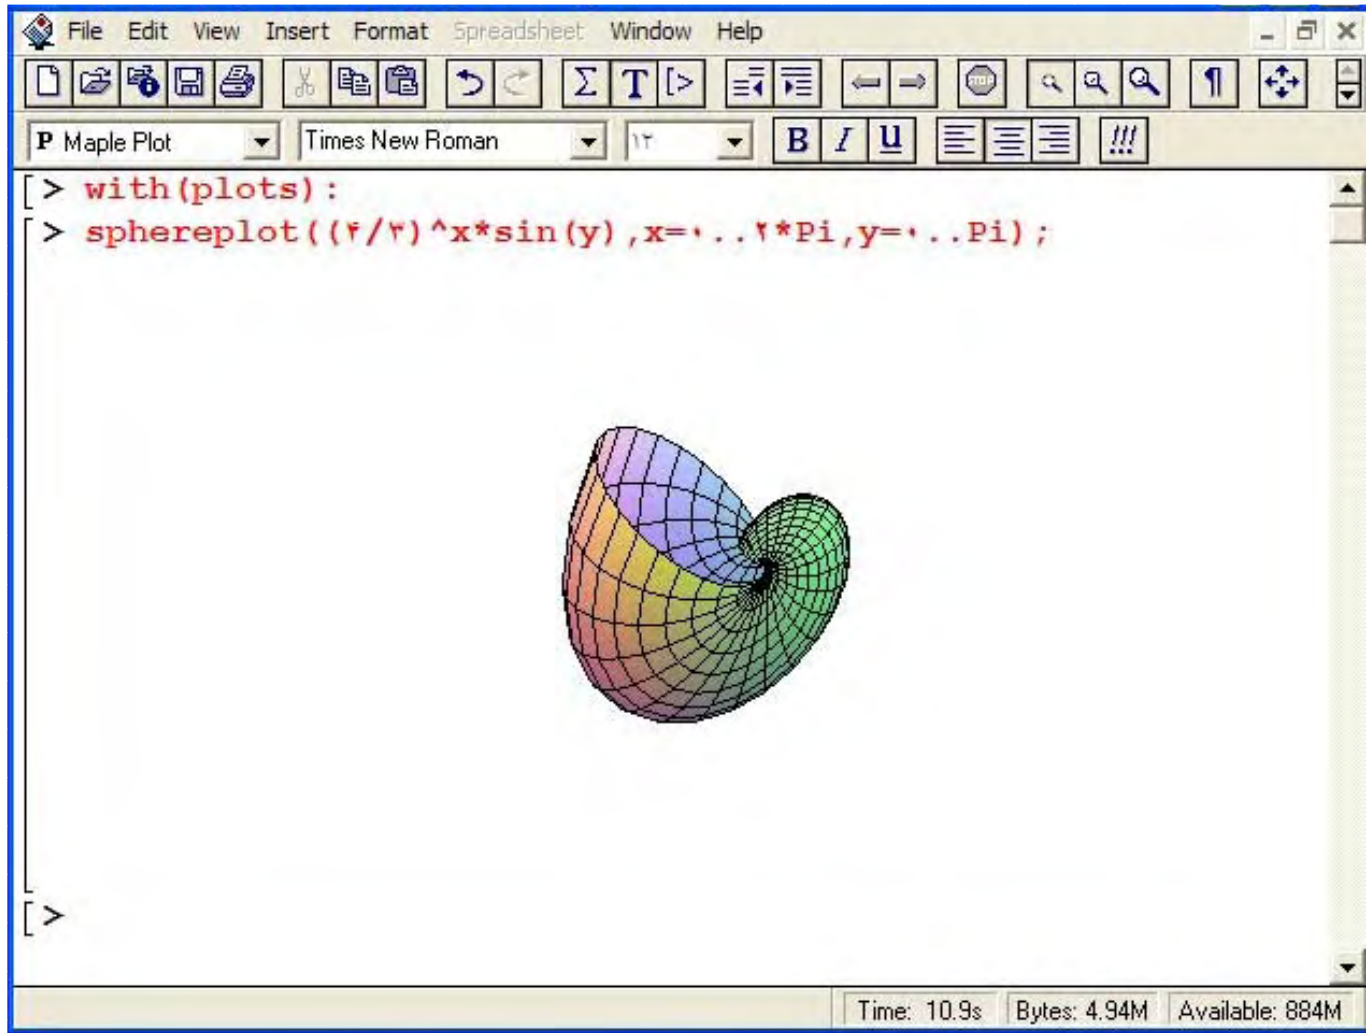 File Edit View Insert Format Spreadsheet Window Help
Σ T [> STOP ¶
P Maple Plot Times New Roman ۱۲ B I U !!!
[> with(plots):
[> sphereplot((۴/۳)^x*sin(y),x=۰..۲*Pi,y=۰..Pi);
[>
Time: 10.9s Bytes: 4.94M Available: 884M